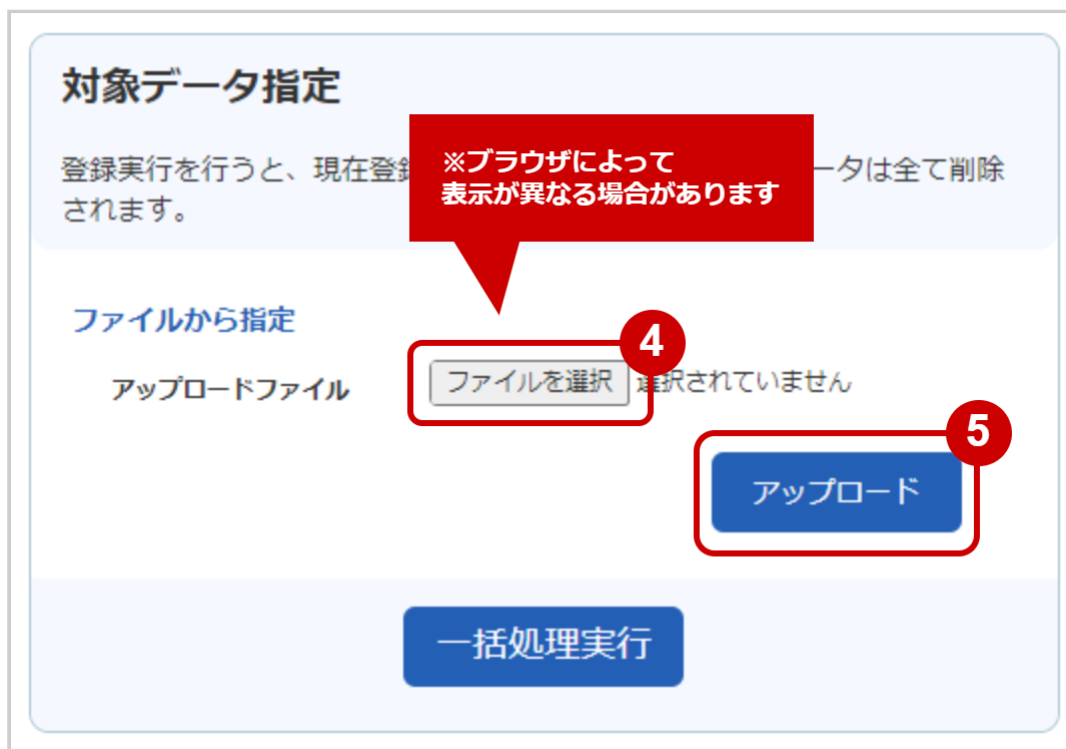 対象データ指定
登録実行を行うと、現在登録 ータは全て削除
されます。
※ブラウザによって
表示が異なる場合があります
ファイルから指定
4
アップロードファイル ファイルを選択 選択されていません
5
アップロード
一括処理実行